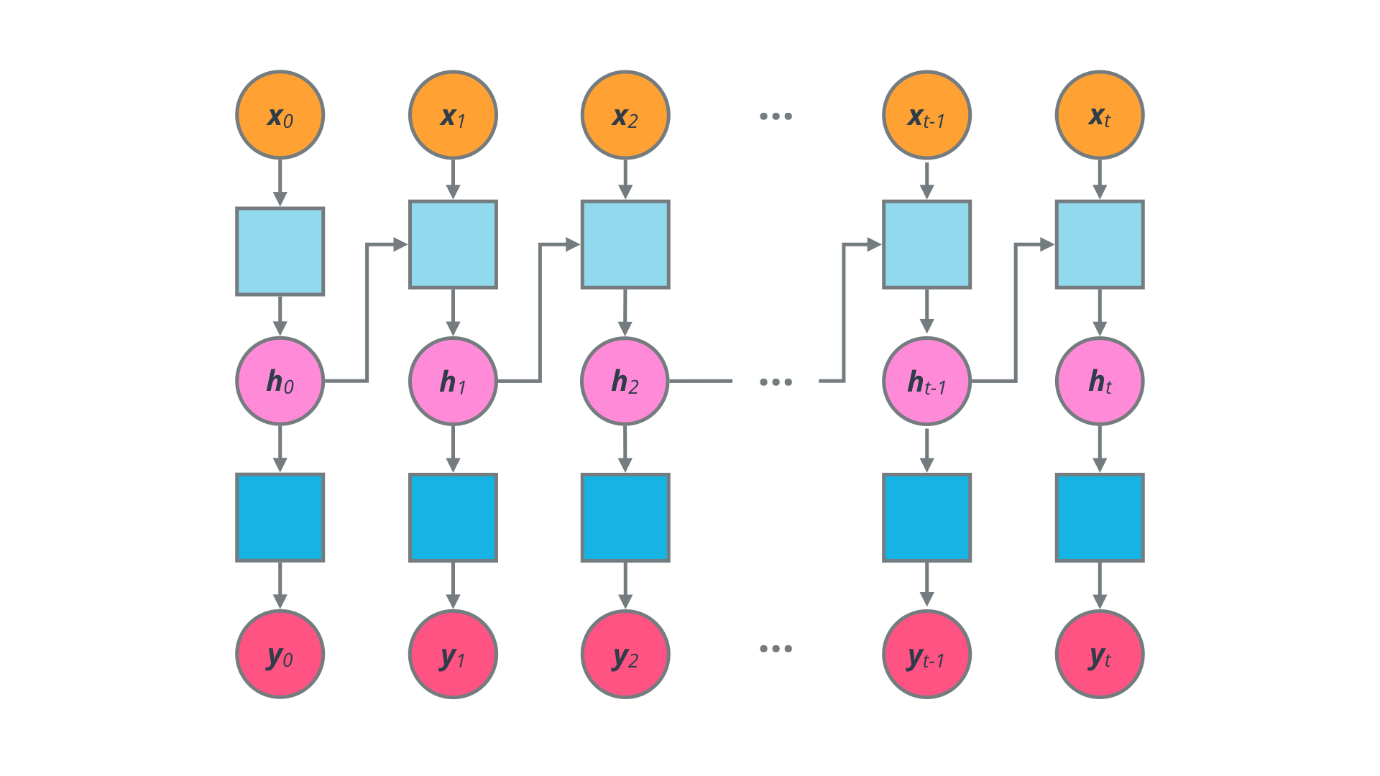 x0 x1 x2 ... xt-1 xt
h0 h1 h2 ... ht-1 ht
y0 y1 y2 ... yt-1 yt